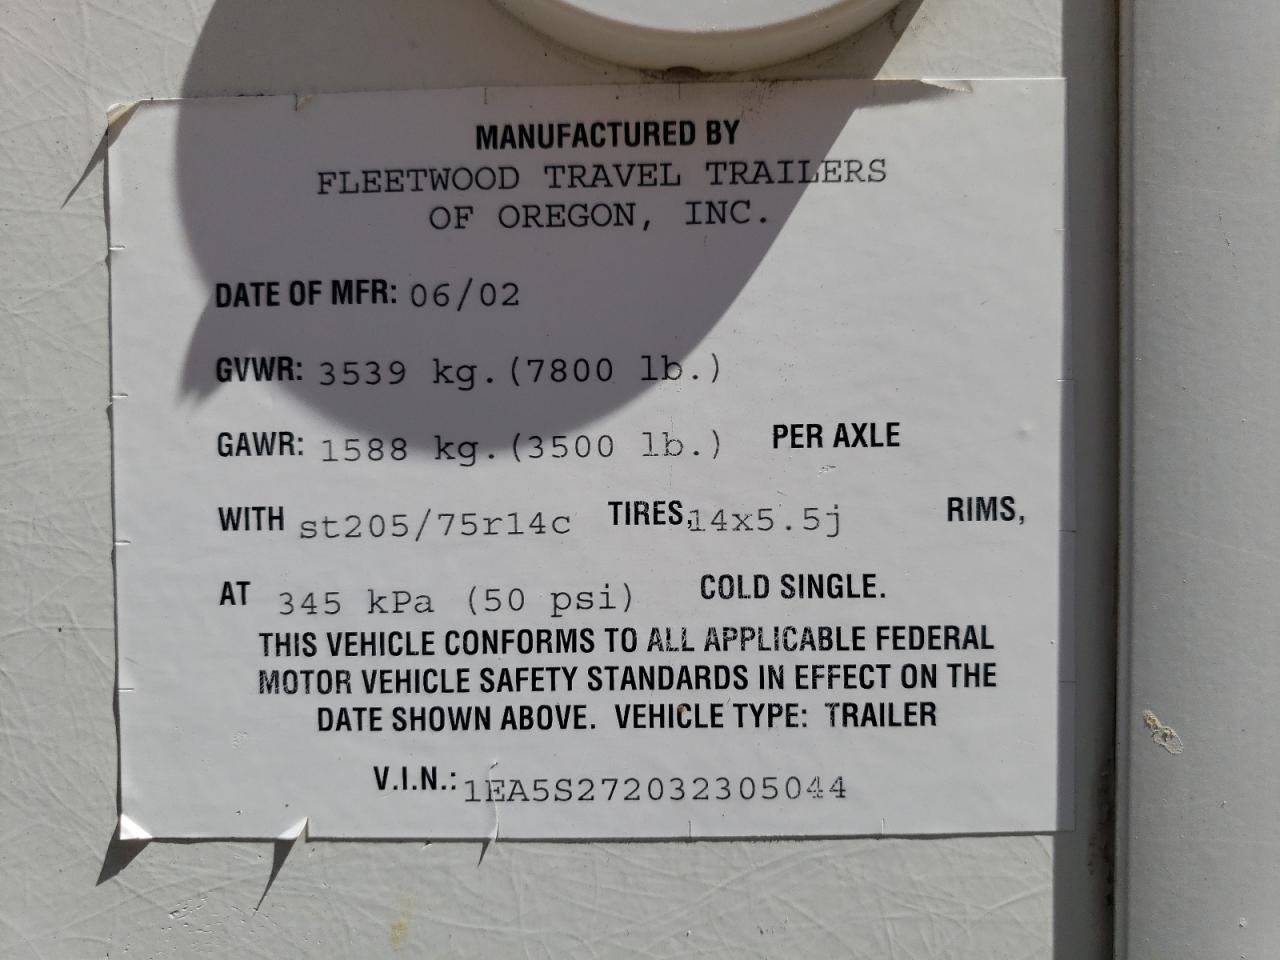 MANUFACTURED BY
FLEETWOOD TRAVEL TRAILERS
OF OREGON, INC.
DATE OF MFR: 06/02
GVWR: 3539 kg.(7800 lb.)
GAWR: 1588 kg.(3500 lb.) PER AXLE
WITH st205/75r14c TIRES,14x5.5j RIMS,
AT 345 kPa (50 psi) COLD SINGLE.
THIS VEHICLE CONFORMS TO ALL APPLICABLE FEDERAL
MOTOR VEHICLE SAFETY STANDARDS IN EFFECT ON THE
DATE SHOWN ABOVE. VEHICLE TYPE: TRAILER
V.I.N.: 1EA5S272032305044